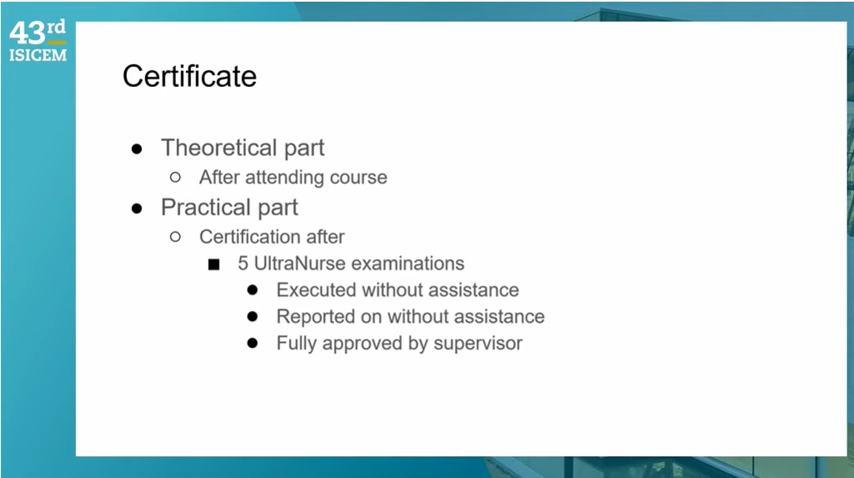 43rd
ISICEM
Certificate
● Theoretical part
○ After attending course
● Practical part
○ Certification after
■ 5 UltraNurse examinations
● Executed without assistance
● Reported on without assistance
● Fully approved by supervisor